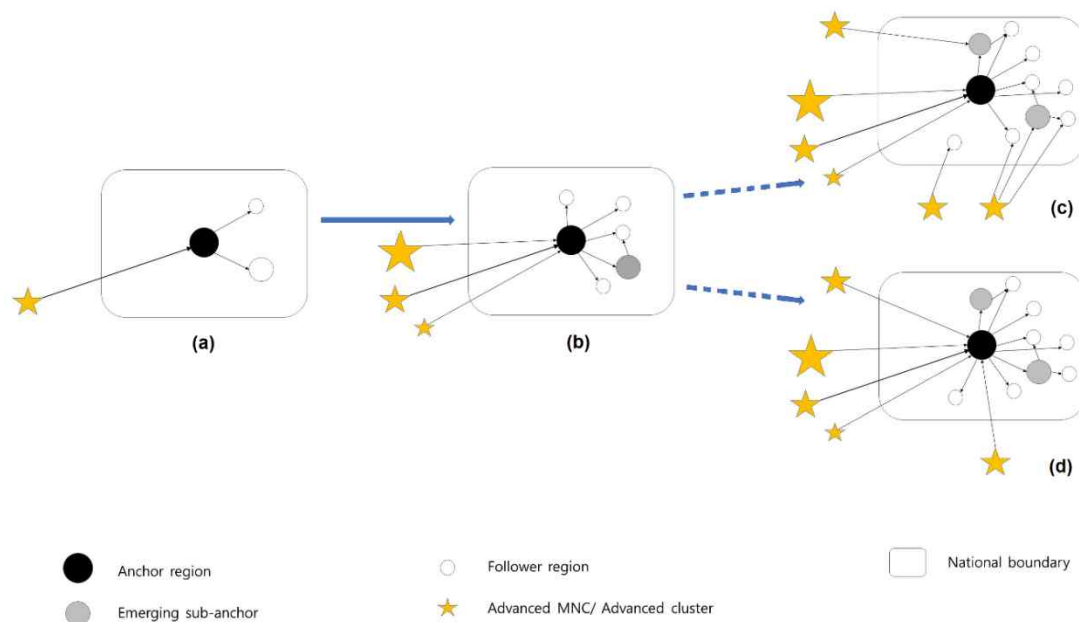 (a)
(b)
(c)
(d)
Anchor region
Follower region
National boundary
Emerging sub-anchor
Advanced MNC/ Advanced cluster